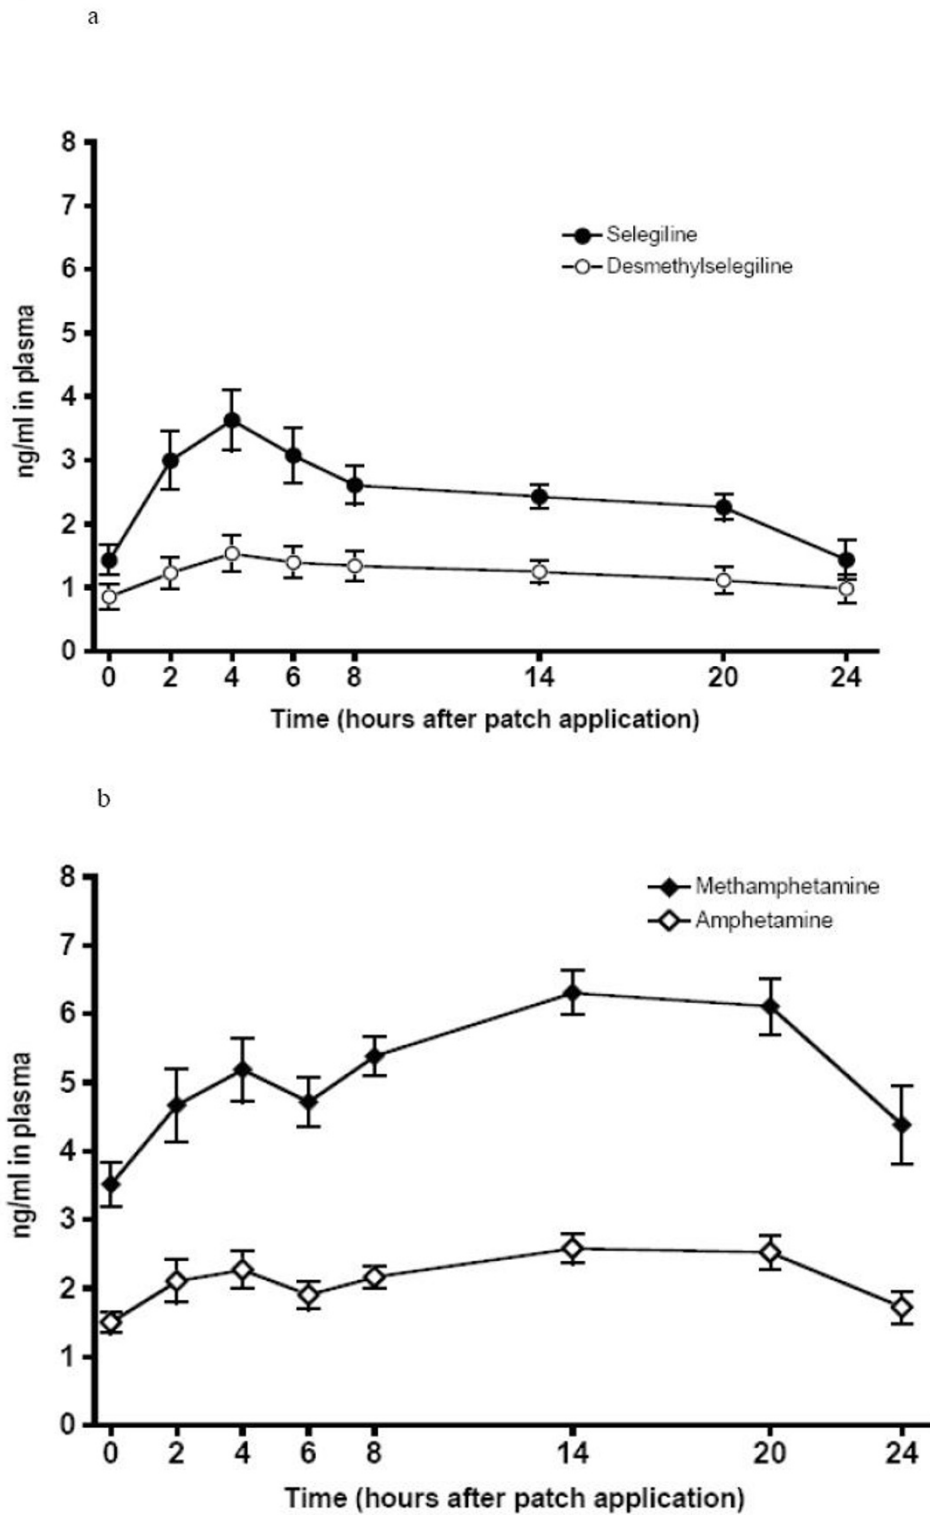 a
8
7
6
5
4
3
2
1
0
ng/ml in plasma
Selegiline
Desmethylselegiline
0 2 4 6 8 14 20 24
Time (hours after patch application)
b
8
7
6
5
4
3
2
1
0
ng/ml in plasma
Methamphetamine
Amphetamine
0 2 4 6 8 14 20 24
Time (hours after patch application)